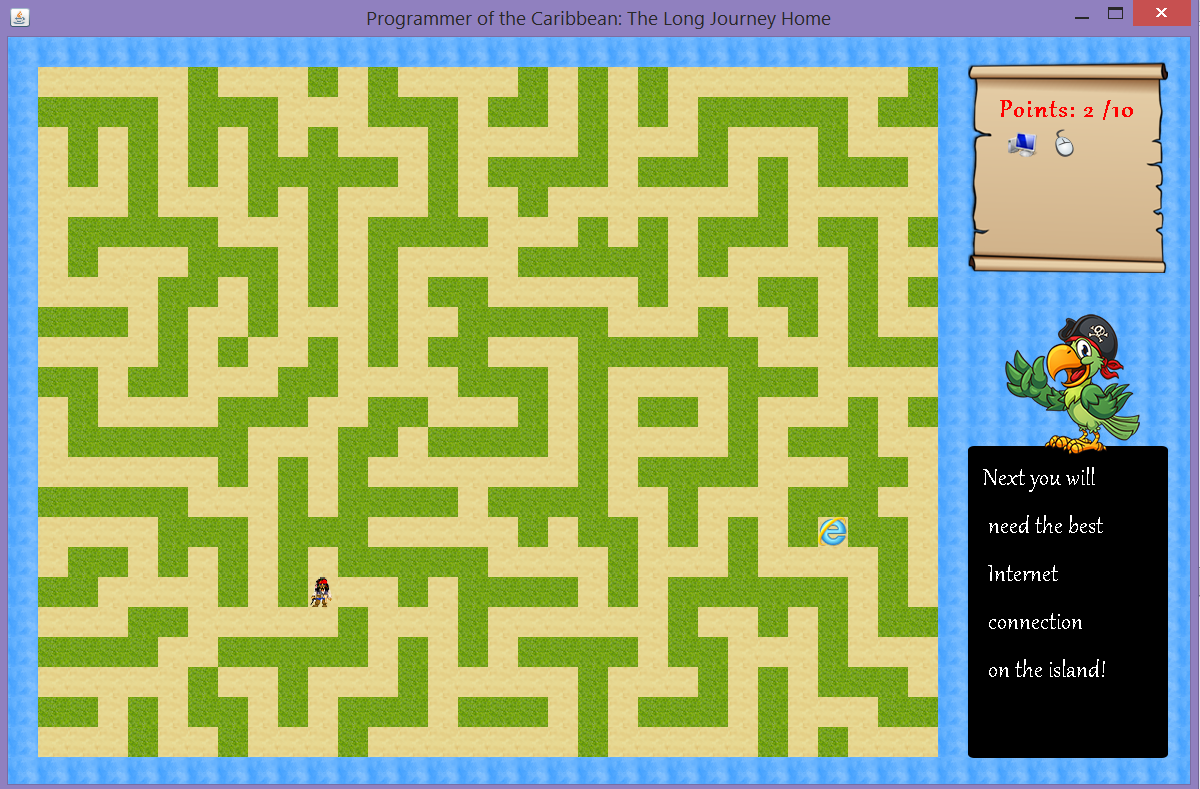 Programmer of the Caribbean: The Long Journey Home
Points: 2 /10
Next you will
need the best
Internet
connection
on the island!